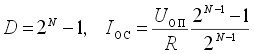 D = 2^N − 1, I_ОС = U_ОП/R · (2^(N−1) − 1)/2^(N−1)